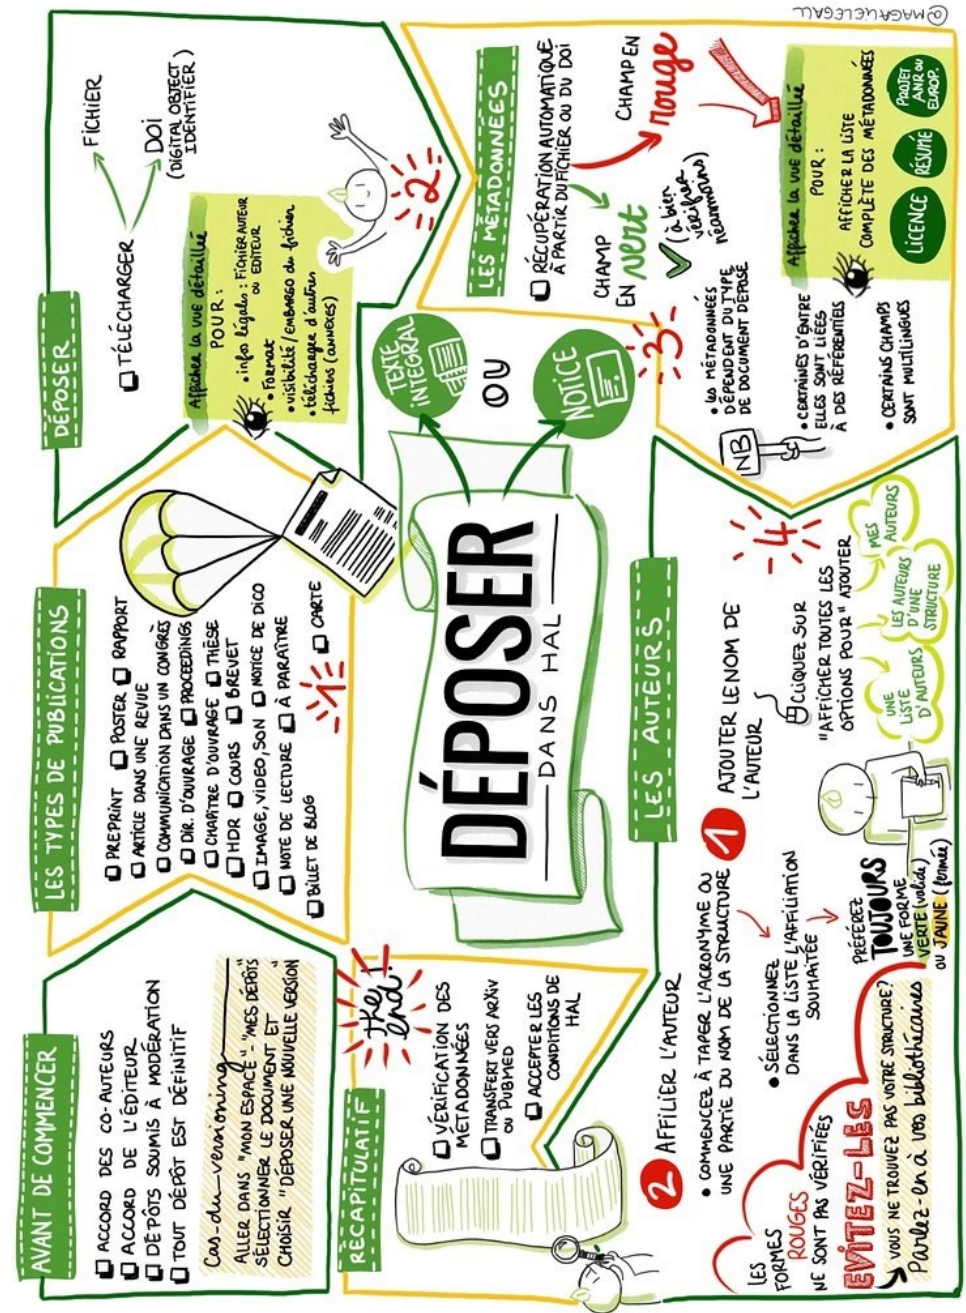 AVANT DE COMMENCER
ACCORD DES CO-AUTEURS
ACCORD DE L'ÉDITEUR
DÉPÔTS SOUMIS À MODÉRATION
TOUT DÉPÔT EST DÉFINITIF
Cas-du-versioning
ALLER DANS "MON ESPACE"-"MES DÉPÔTS"
SÉLECTIONNER LE DOCUMENT ET
CHOISIR "DÉPOSER UNE NOUVELLE VERSION"
LES TYPES DE PUBLICATIONS
PREPRINT POSTER RAPPORT
ARTICLE DANS UNE REVUE
COMMUNICATION DANS UN CONGRÈS
DIR. D'OUVRAGE PROCEEDINGS
CHAPITRE D'OUVRAGE THÈSE
HDR COURS BREVET
IMAGE, VIDEO, SON NOTICE DE DICO
NOTE DE LECTURE À PARAÎTRE
BILLET DE BLOG CARTE
1
DÉPOSER
TÉLÉCHARGER
FICHIER
DOI
(DIGITAL OBJECT
IDENTIFIER)
Afficher la vue détaillée
POUR :
• infos légales : FICHIER AUTEUR
OU EDITEUR
• Format
• visibilité/EMBARGO du fichier
• télécharger d'autres
fichiers (ANNEXES)
2
DÉPOSER
DANS HAL
TEXTE
INTÉGRAL
OU
NOTICE
LES MÉTADONNÉES
RÉCUPÉRATION AUTOMATIQUE
À PARTIR DU FICHIER OU DU DOI
CHAMP
EN vert
(à bien
vérifier
néanmoins)
CHAMP EN
rouge
• les MÉTADONNÉES
DÉPENDENT DU TYPE
DE DOCUMENT DÉPOSÉ
NB
• CERTAINES D'ENTRE
ELLES SONT LIÉES
À DES RÉFÉRENTIELS
• CERTAINS CHAMPS
SONT MULTILINGUES
Afficher la vue détaillée
POUR :
AFFICHER LA LISTE
COMPLÈTE DES MÉTADONNÉES
LICENCE
RÉSUMÉ
PROJET
ANR OU
EUROP.
3
LES AUTEURS
4
1 AJOUTER LE NOM DE
L'AUTEUR
CLIQUEZ SUR
"AFFICHER TOUTES LES
OPTIONS POUR" AJOUTER
UNE
LISTE
D'AUTEURS
LES AUTEURS
D'UNE
STRUCTURE
MES
AUTEURS
2 AFFILIER L'AUTEUR
• COMMENCEZ À TAPER L'ACRONYME OU
UNE PARTIE DU NOM DE LA STRUCTURE
• SÉLECTIONNEZ
DANS LA LISTE L'AFFILIATION
SOUHAITÉE
PRÉFÉREZ
TOUJOURS
UNE FORME
VERTE (valide)
OU JAUNE (fermée)
LES
FORMES
ROUGES
NE SONT PAS VÉRIFIÉES
EVITEZ-LES
VOUS NE TROUVEZ PAS VOTRE STRUCTURE?
Parlez-en à vos bibliothécaires
RÉCAPITULATIF
VÉRIFICATION DES
MÉTADONNÉES
TRANSFERT VERS ARXIV
OU PUBMED
ACCEPTER LES
CONDITIONS DE
HAL
the
end!
@MAGALIELEGALL